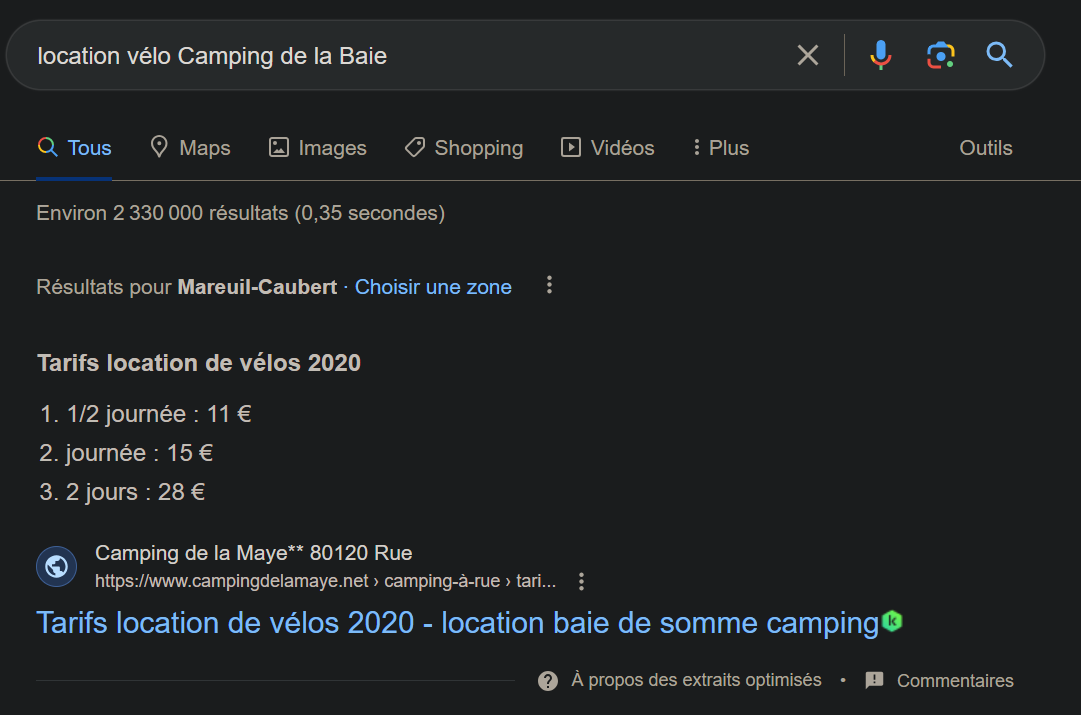 location vélo Camping de la Baie
Tous Maps Images Shopping Vidéos Plus Outils
Environ 2 330 000 résultats (0,35 secondes)
Résultats pour Mareuil-Caubert · Choisir une zone
Tarifs location de vélos 2020
1. 1/2 journée : 11 €
2. journée : 15 €
3. 2 jours : 28 €
Camping de la Maye** 80120 Rue
https://www.campingdelamaye.net › camping-à-rue › tari...
Tarifs location de vélos 2020 - location baie de somme camping k
À propos des extraits optimisés • Commentaires